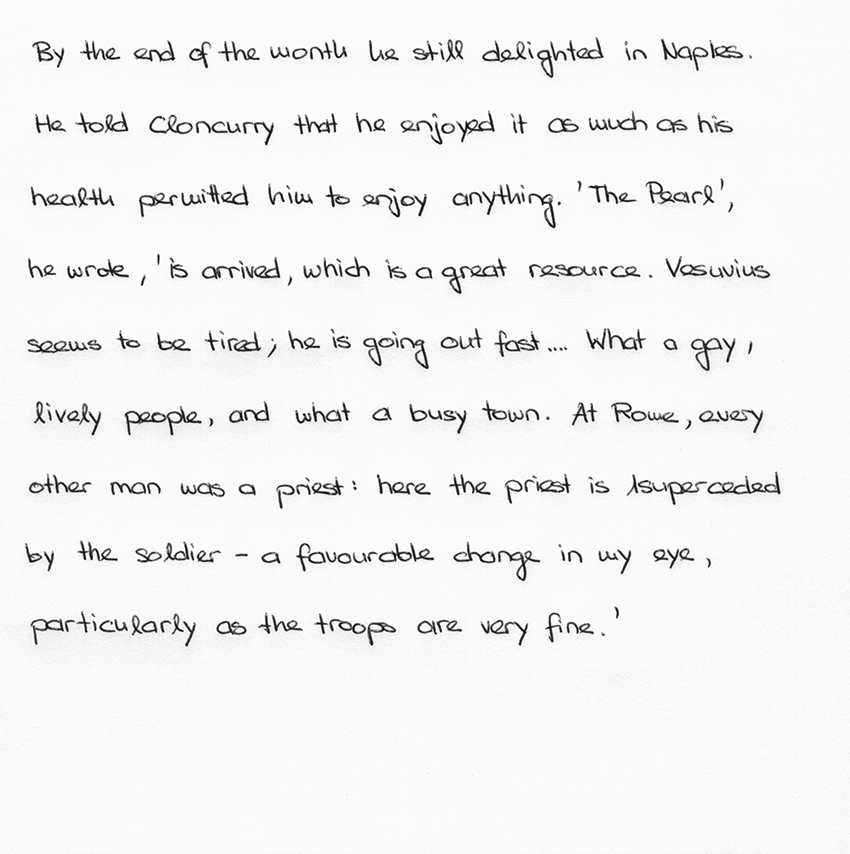 By the end of the month he still delighted in Naples.
He told Cloncurry that he enjoyed it as much as his
health permitted him to enjoy anything. 'The Pearl',
he wrote, 'is arrived, which is a great resource. Vesuvius
seems to be tired; he is going out fast.... What a gay,
lively people, and what a busy town. At Rome, every
other man was a priest: here the priest is superceded
by the soldier - a favourable change in my eye,
particularly as the troops are very fine.'